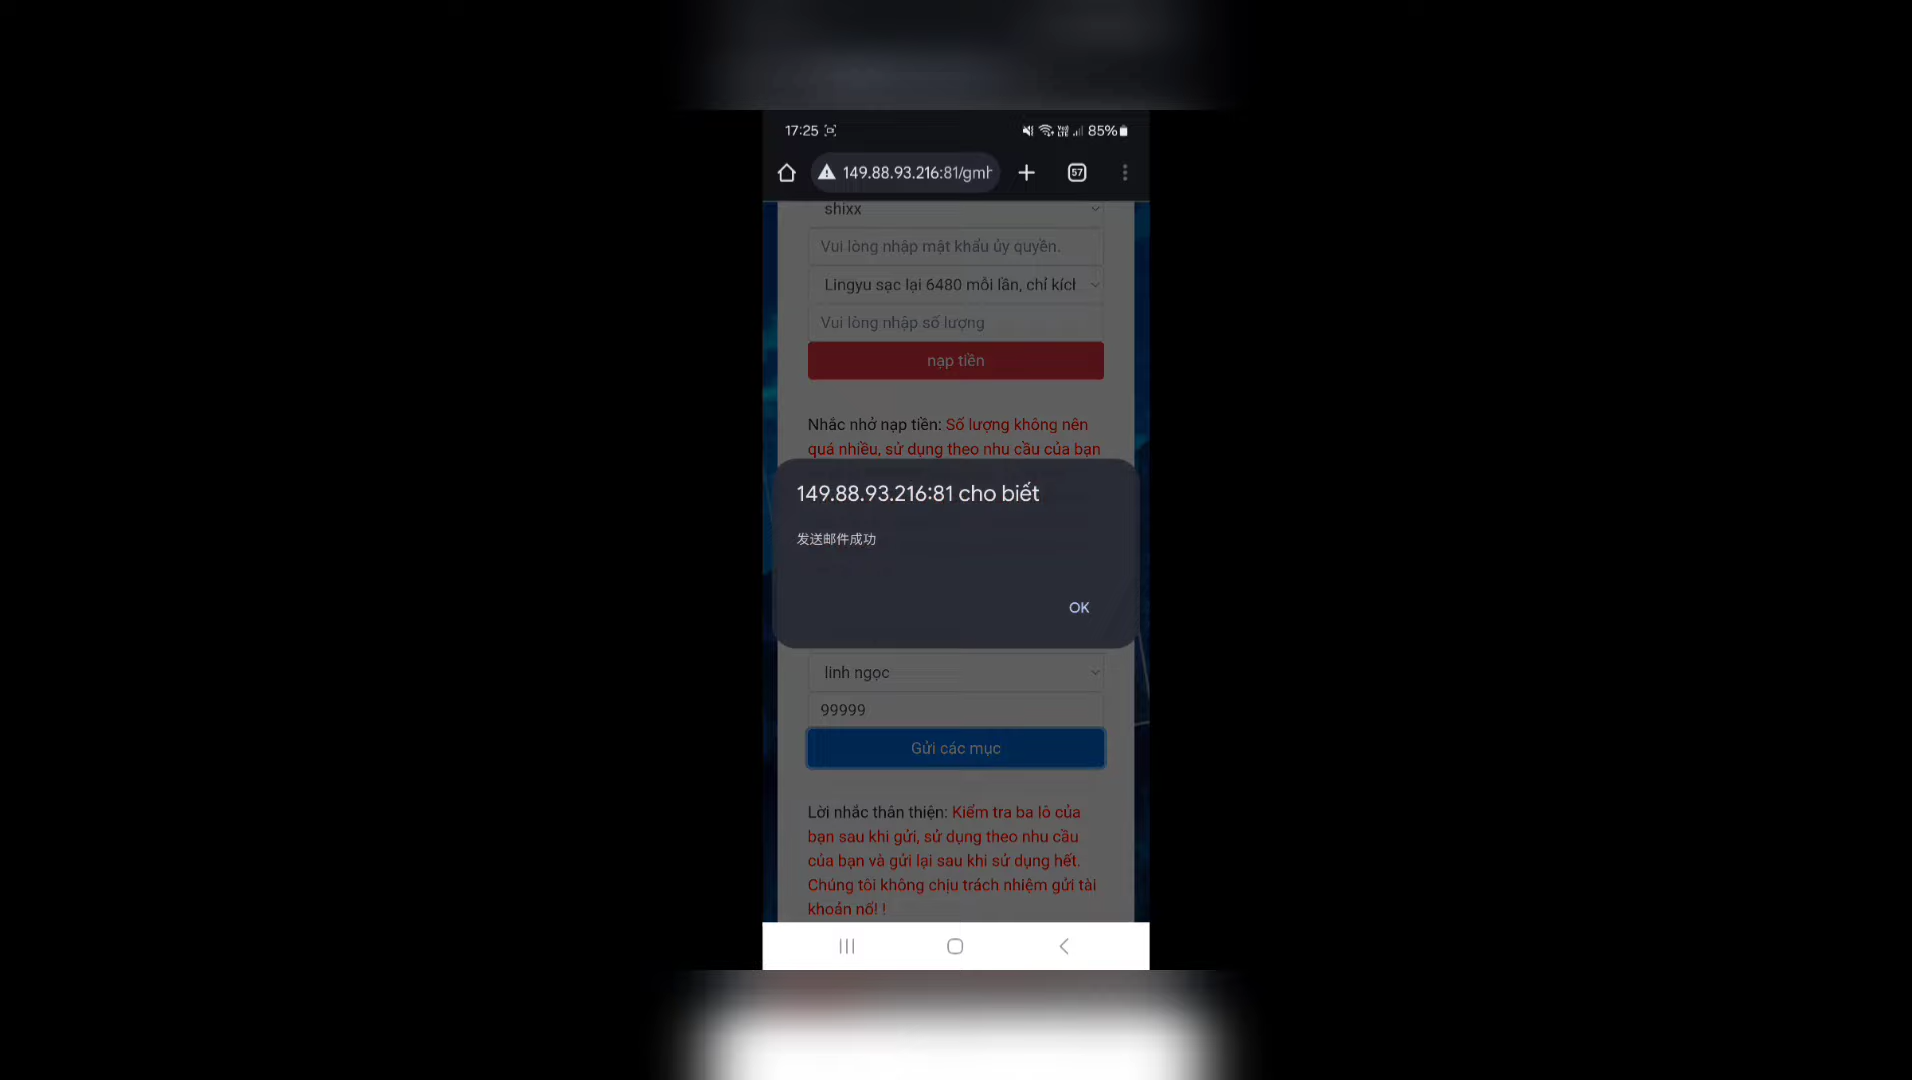 17:25 85%
149.88.93.216:81/gmh 57
shixx
Vui lòng nhập mật khẩu ủy quyền.
Lingyu sạc lại 6480 mỗi lần, chỉ kích
Vui lòng nhập số lượng
nạp tiền
Nhắc nhở nạp tiền: Số lượng không nên
quá nhiều, sử dụng theo nhu cầu của bạn
149.88.93.216:81 cho biết
发送邮件成功
OK
linh ngọc
99999
Gửi các mục
Lời nhắc thân thiện: Kiểm tra ba lô của
bạn sau khi gửi, sử dụng theo nhu cầu
của bạn và gửi lại sau khi sử dụng hết.
Chúng tôi không chịu trách nhiệm gửi tài
khoản nổ! !